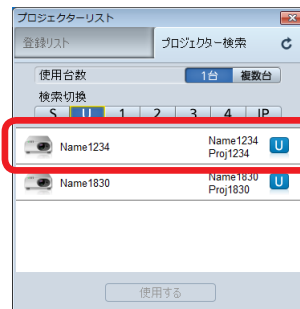 プロジェクターリスト
登録リスト プロジェクター検索
使用台数 1台 複数台
検索切換
S U 1 2 3 4 IP
Name1234 Name1234 U
Proj1234
Name1830 Name1830 U
Proj1830
使用する